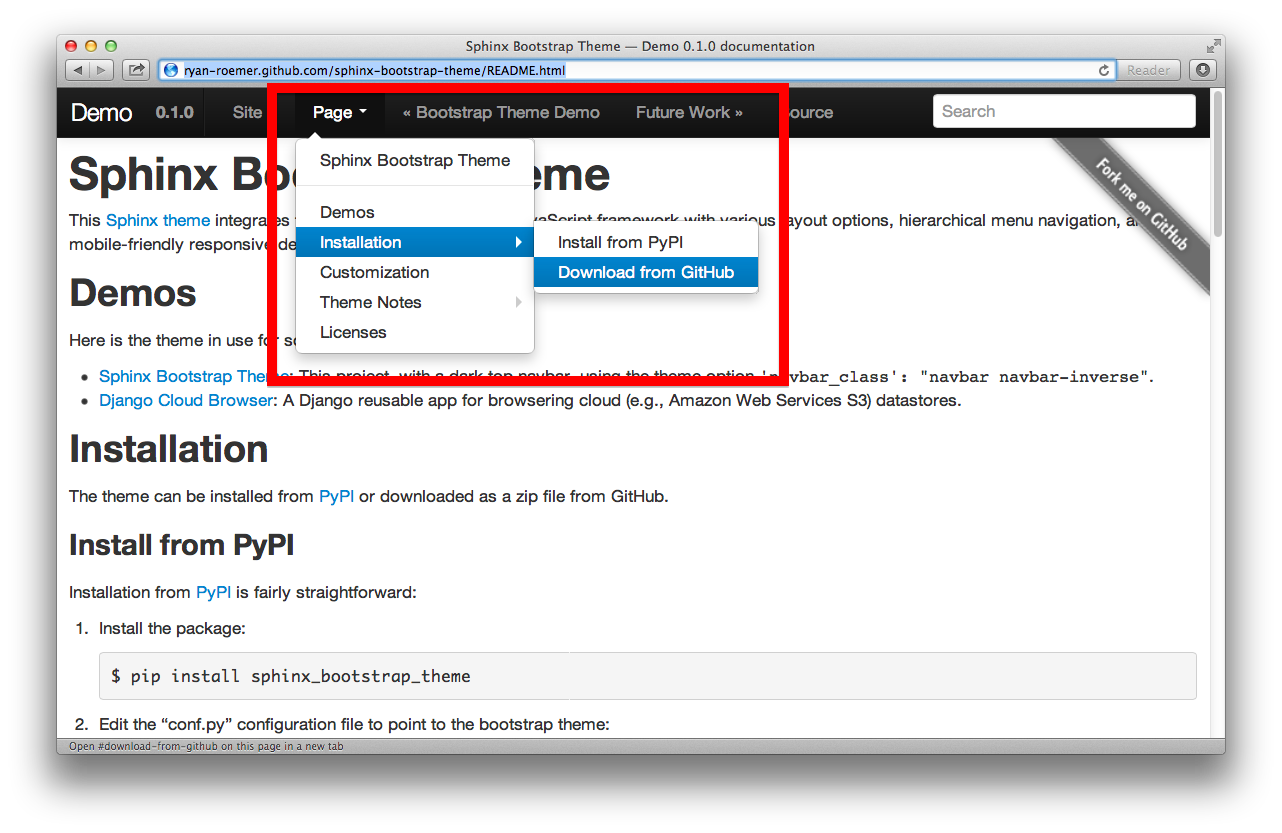 Sphinx Bootstrap Theme — Demo 0.1.0 documentation
ryan-roemer.github.com/sphinx-bootstrap-theme/README.html
Reader
Demo 0.1.0 Site Page « Bootstrap Theme Demo Future Work » Source Search
Sphinx Bootstrap Theme
Demos
Installation
Customization
Theme Notes
Licenses
Install from PyPI
Download from GitHub
Fork me on GitHub
Sphinx Bo eme
This Sphinx theme integrates vaScript framework with various layout options, hierarchical menu navigation, a
mobile-friendly responsive de
Demos
Here is the theme in use for so
Sphinx Bootstrap Theme: This project, with a dark top navbar, using the theme option 'navbar_class': "navbar navbar-inverse".
Django Cloud Browser: A Django reusable app for browsering cloud (e.g., Amazon Web Services S3) datastores.
Installation
The theme can be installed from PyPI or downloaded as a zip file from GitHub.
Install from PyPI
Installation from PyPI is fairly straightforward:
1. Install the package:
$ pip install sphinx_bootstrap_theme
2. Edit the “conf.py” configuration file to point to the bootstrap theme:
Open #download-from-github on this page in a new tab